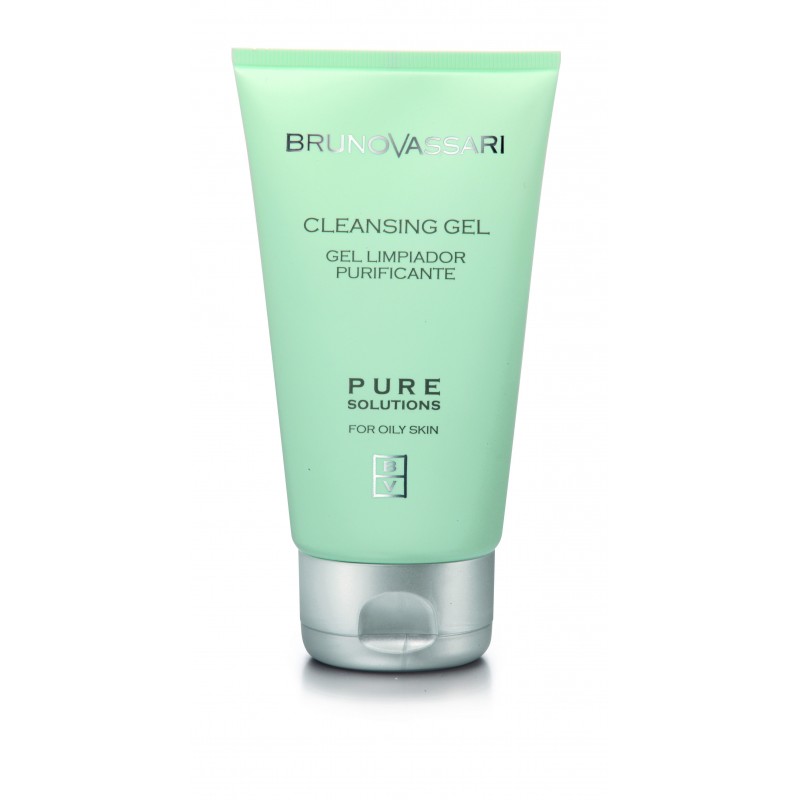 BRUNOVASSARI
CLEANSING GEL
GEL LIMPIADOR
PURIFICANTE
PURE
SOLUTIONS
FOR OILY SKIN
B
V